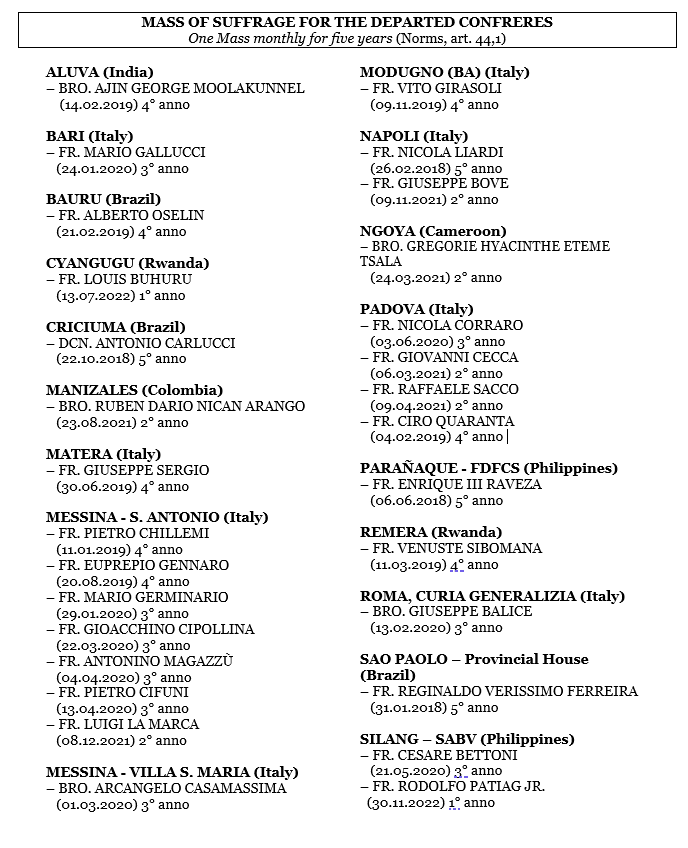 MASS OF SUFFRAGE FOR THE DEPARTED CONFRERES
One Mass monthly for five years (Norms, art. 44,1)
ALUVA (India)
– BRO. AJIN GEORGE MOOLAKUNNEL
(14.02.2019) 4° anno
BARI (Italy)
– FR. MARIO GALLUCCI
(24.01.2020) 3° anno
BAURU (Brazil)
– FR. ALBERTO OSELIN
(21.02.2019) 4° anno
CYANGUGU (Rwanda)
– FR. LOUIS BUHURU
(13.07.2022) 1° anno
CRICIUMA (Brazil)
– DCN. ANTONIO CARLUCCI
(22.10.2018) 5° anno
MANIZALES (Colombia)
– BRO. RUBEN DARIO NICAN ARANGO
(23.08.2021) 2° anno
MATERA (Italy)
– FR. GIUSEPPE SERGIO
(30.06.2019) 4° anno
MESSINA - S. ANTONIO (Italy)
– FR. PIETRO CHILLEMI
(11.01.2019) 4° anno
– FR. EUPREPIO GENNARO
(20.08.2019) 4° anno
– FR. MARIO GERMINARIO
(29.01.2020) 3° anno
– FR. GIOACCHINO CIPOLLINA
(22.03.2020) 3° anno
– FR. ANTONINO MAGAZZÙ
(04.04.2020) 3° anno
– FR. PIETRO CIFUNI
(13.04.2020) 3° anno
– FR. LUIGI LA MARCA
(08.12.2021) 2° anno
MESSINA - VILLA S. MARIA (Italy)
– BRO. ARCANGELO CASAMASSIMA
(01.03.2020) 3° anno
MODUGNO (BA) (Italy)
– FR. VITO GIRASOLI
(09.11.2019) 4° anno
NAPOLI (Italy)
– FR. NICOLA LIARDI
(26.02.2018) 5° anno
– FR. GIUSEPPE BOVE
(09.11.2021) 2° anno
NGOYA (Cameroon)
– BRO. GREGORIE HYACINTHE ETEME
TSALA
(24.03.2021) 2° anno
PADOVA (Italy)
– FR. NICOLA CORRARO
(03.06.2020) 3° anno
– FR. GIOVANNI CECCA
(06.03.2021) 2° anno
– FR. RAFFAELE SACCO
(09.04.2021) 2° anno
– FR. CIRO QUARANTA
(04.02.2019) 4° anno
PARAÑAQUE - FDFCS (Philippines)
– FR. ENRIQUE III RAVEZA
(06.06.2018) 5° anno
REMERA (Rwanda)
– FR. VENUSTE SIBOMANA
(11.03.2019) 4° anno
ROMA, CURIA GENERALIZIA (Italy)
– BRO. GIUSEPPE BALICE
(13.02.2020) 3° anno
SAO PAOLO – Provincial House
(Brazil)
– FR. REGINALDO VERISSIMO FERREIRA
(31.01.2018) 5° anno
SILANG – SABV (Philippines)
– FR. CESARE BETTONI
(21.05.2020) 3° anno
– FR. RODOLFO PATIAG JR.
(30.11.2022) 1° anno